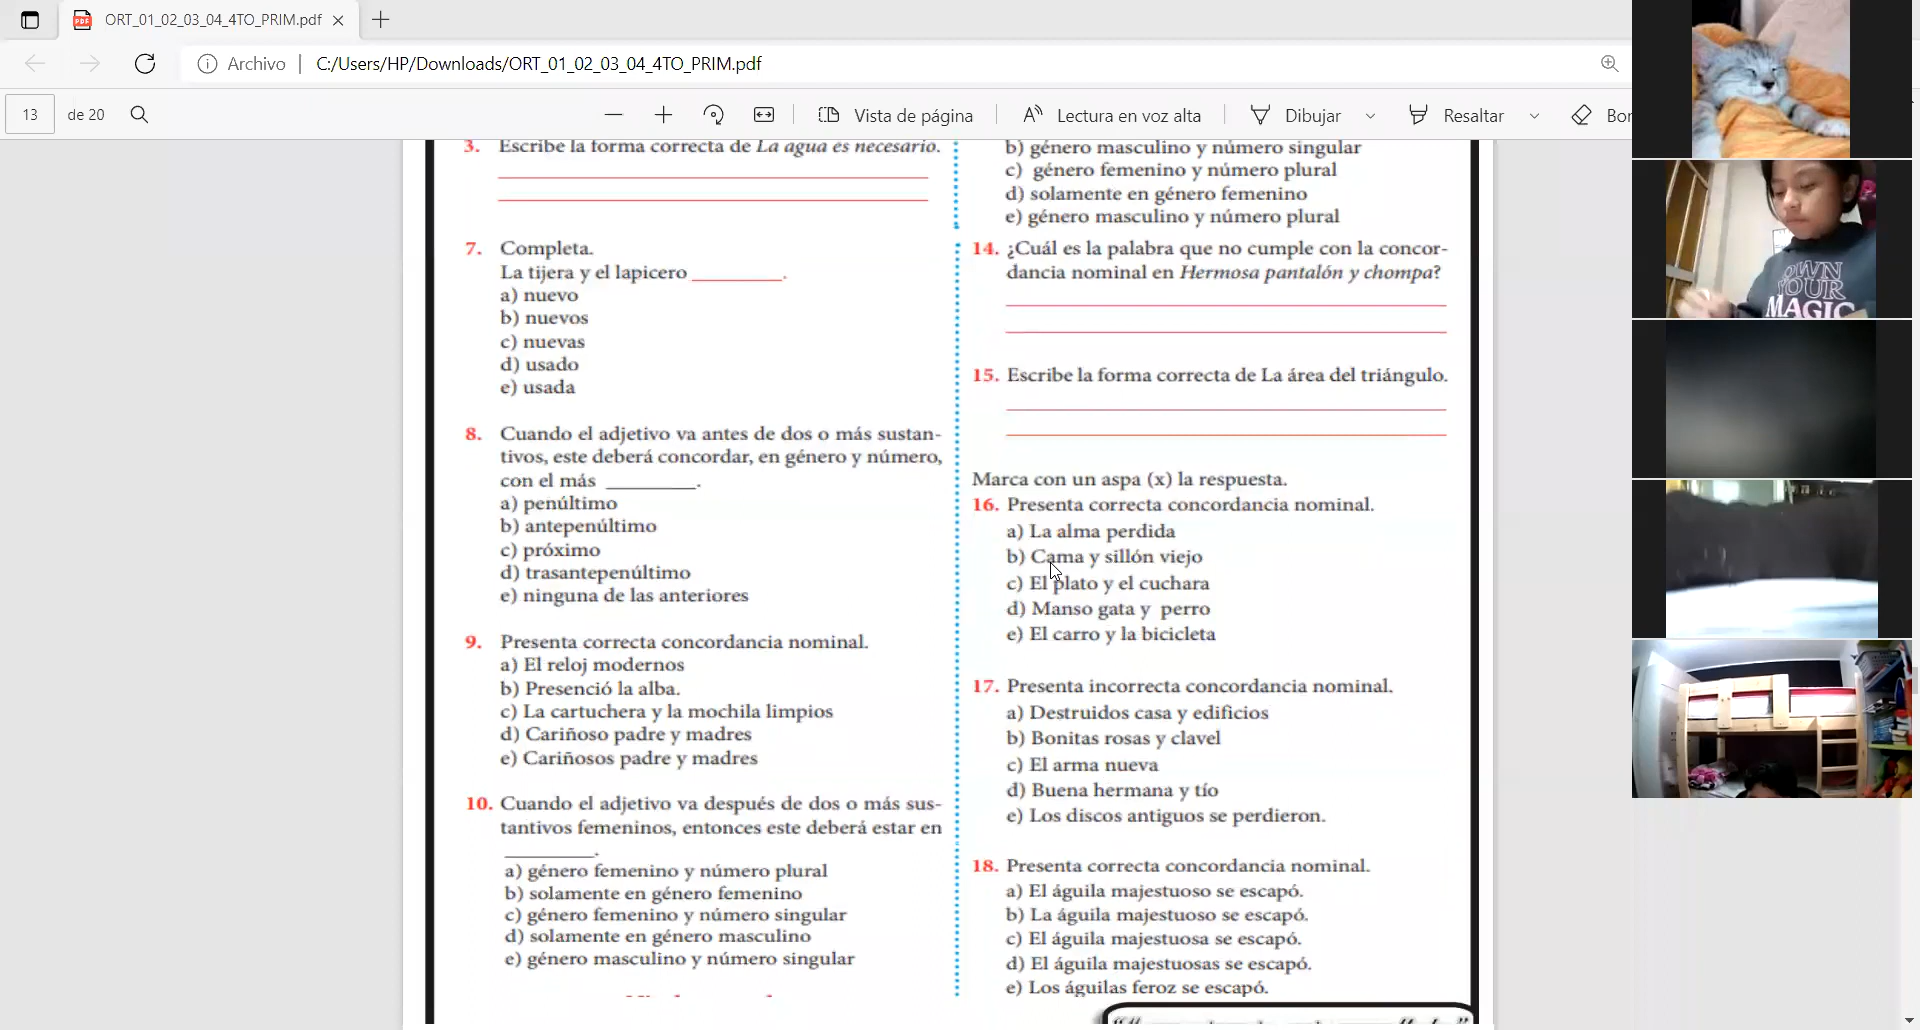 ORT_01_02_03_04_4TO_PRIM.pdf
Archivo
C:/Users/HP/Downloads/ORT_01_02_03_04_4TO_PRIM.pdf
13 de 20
Vista de página
Lectura en voz alta
Dibujar
Resaltar
Bor
3. Escribe la forma correcta de La agua es necesario.
7. Completa.
La tijera y el lapicero _________.
a) nuevo
b) nuevos
c) nuevas
d) usado
e) usada
8. Cuando el adjetivo va antes de dos o más sustan-
tivos, este deberá concordar, en género y número,
con el más _________.
a) penúltimo
b) antepenúltimo
c) próximo
d) trasantepenúltimo
e) ninguna de las anteriores
9. Presenta correcta concordancia nominal.
a) El reloj modernos
b) Presenció la alba.
c) La cartuchera y la mochila limpios
d) Cariñoso padre y madres
e) Cariñosos padre y madres
10. Cuando el adjetivo va después de dos o más sus-
tantivos femeninos, entonces este deberá estar en
_________.
a) género femenino y número plural
b) solamente en género femenino
c) género femenino y número singular
d) solamente en género masculino
e) género masculino y número singular
b) género masculino y número singular
c) género femenino y número plural
d) solamente en género femenino
e) género masculino y número plural
14. ¿Cuál es la palabra que no cumple con la concor-
dancia nominal en Hermosa pantalón y chompa?
15. Escribe la forma correcta de La área del triángulo.
Marca con un aspa (x) la respuesta.
16. Presenta correcta concordancia nominal.
a) La alma perdida
b) Cama y sillón viejo
c) El plato y el cuchara
d) Manso gata y perro
e) El carro y la bicicleta
17. Presenta incorrecta concordancia nominal.
a) Destruidos casa y edificios
b) Bonitas rosas y clavel
c) El arma nueva
d) Buena hermana y tío
e) Los discos antiguos se perdieron.
18. Presenta correcta concordancia nominal.
a) El águila majestuoso se escapó.
b) La águila majestuoso se escapó.
c) El águila majestuosa se escapó.
d) El águila majestuosas se escapó.
e) Los águilas feroz se escapó.
OWN
YOUR
MAGIC